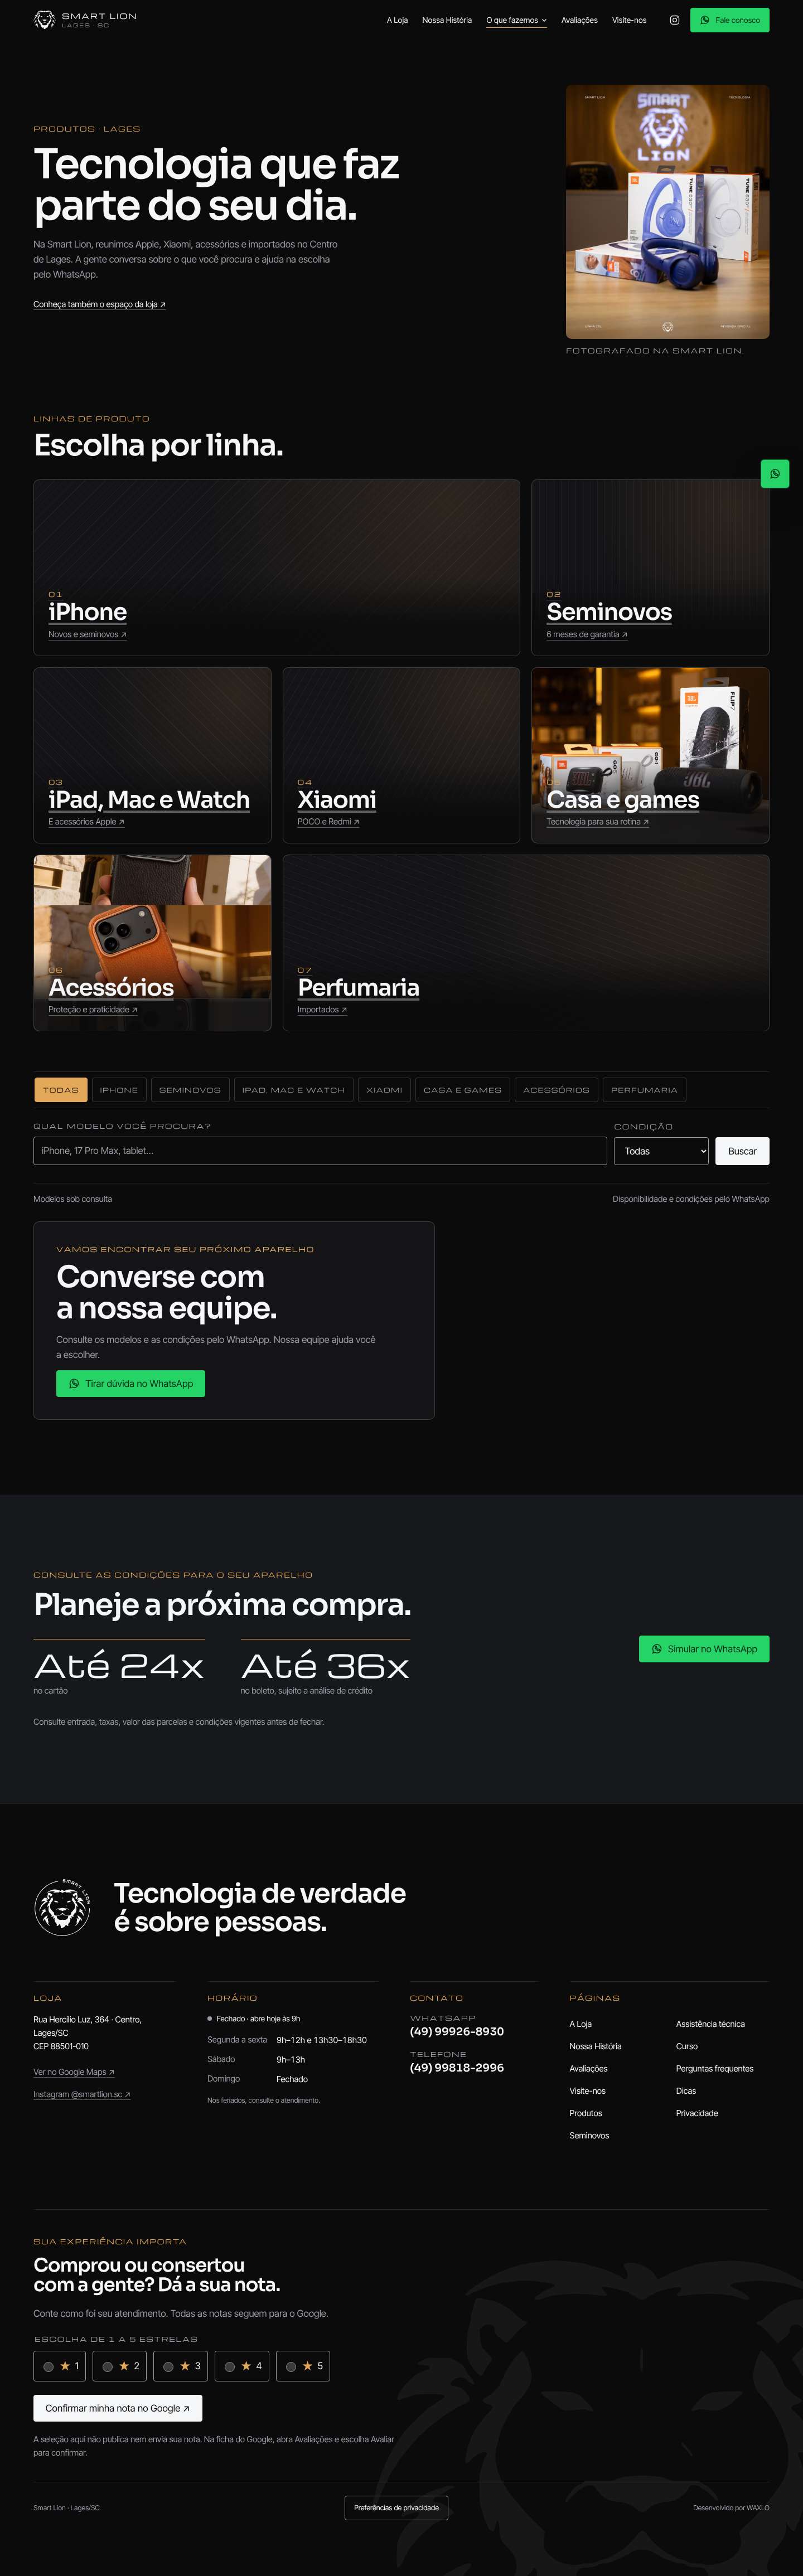 SMART LION
LAGES · SC
A Loja
Nossa História
O que fazemos
Avaliações
Visite-nos
Fale conosco
PRODUTOS · LAGES
Tecnologia que faz
parte do seu dia.
Na Smart Lion, reunimos Apple, Xiaomi, acessórios e importados no Centro
de Lages. A gente conversa sobre o que você procura e ajuda na escolha
pelo WhatsApp.
Conheça também o espaço da loja ↗
SMART LION
SMART
LION
JBL
TUNE
FOTOGRAFADO NA SMART LION.
LINHAS DE PRODUTO
Escolha por linha.
01
iPhone
Novos e seminovos ↗
02
Seminovos
6 meses de garantia ↗
03
iPad, Mac e Watch
E acessórios Apple ↗
04
Xiaomi
POCO e Redmi ↗
JBL
FLIP7
JBL
GO4
JBL
Casa e games
Tecnologia para sua rotina ↗
06
Acessórios
Proteção e praticidade ↗
07
Perfumaria
Importados ↗
TODAS
IPHONE
SEMINOVOS
IPAD, MAC E WATCH
XIAOMI
CASA E GAMES
ACESSÓRIOS
PERFUMARIA
QUAL MODELO VOCÊ PROCURA?
CONDIÇÃO
iPhone, 17 Pro Max, tablet...
Todas
Buscar
Modelos sob consulta
Disponibilidade e condições pelo WhatsApp
VAMOS ENCONTRAR SEU PRÓXIMO APARELHO
Converse com
a nossa equipe.
Consulte os modelos e as condições pelo WhatsApp. Nossa equipe ajuda você
a escolher.
Tirar dúvida no WhatsApp
CONSULTE AS CONDIÇÕES PARA O SEU APARELHO
Planeje a próxima compra.
Até 24x
no cartão
Até 36x
no boleto, sujeito a análise de crédito
Simular no WhatsApp
Consulte entrada, taxas, valor das parcelas e condições vigentes antes de fechar.
SMART LION
Tecnologia de verdade
é sobre pessoas.
LOJA
Rua Hercílio Luz, 364 · Centro,
Lages/SC
CEP 88501-010
Ver no Google Maps ↗
Instagram @smartlion.sc ↗
HORÁRIO
Fechado · abre hoje às 9h
Segunda a sexta 9h–12h e 13h30–18h30
Sábado 9h–13h
Domingo Fechado
Nos feriados, consulte o atendimento.
CONTATO
WHATSAPP
(49) 99926-8930
TELEFONE
(49) 99818-2996
PÁGINAS
A Loja
Nossa História
Avaliações
Visite-nos
Produtos
Seminovos
Assistência técnica
Curso
Perguntas frequentes
Dicas
Privacidade
SUA EXPERIÊNCIA IMPORTA
Comprou ou consertou
com a gente? Dá a sua nota.
Conte como foi seu atendimento. Todas as notas seguem para o Google.
ESCOLHA DE 1 A 5 ESTRELAS
★ 1
★ 2
★ 3
★ 4
★ 5
Confirmar minha nota no Google ↗
A seleção aqui não publica nem envia sua nota. Na ficha do Google, abra Avaliações e escolha Avaliar
para confirmar.
Smart Lion · Lages/SC
Preferências de privacidade
Desenvolvido por WAXLO